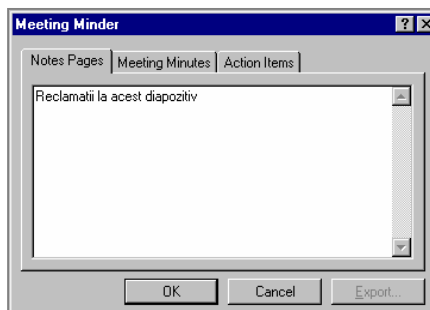 Meeting Minder
Notes Pages Meeting Minutes Action Items
Reclamatii la acest diapozitiv
OK Cancel Export...